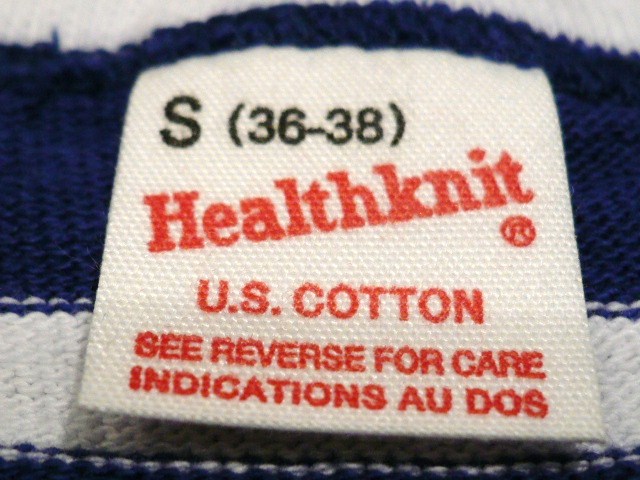 S (36-38)
Healthknit
®
U.S. COTTON
SEE REVERSE FOR CARE
INDICATIONS AU DOS